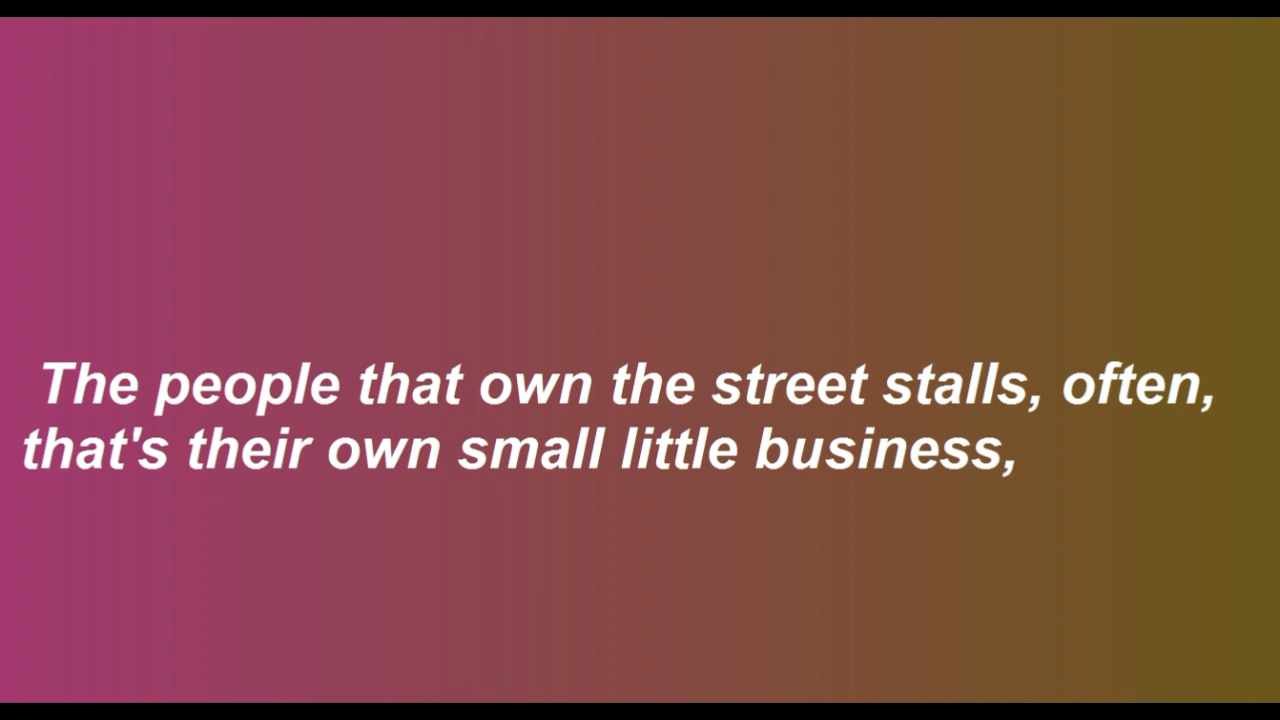 The people that own the street stalls, often,
that's their own small little business,